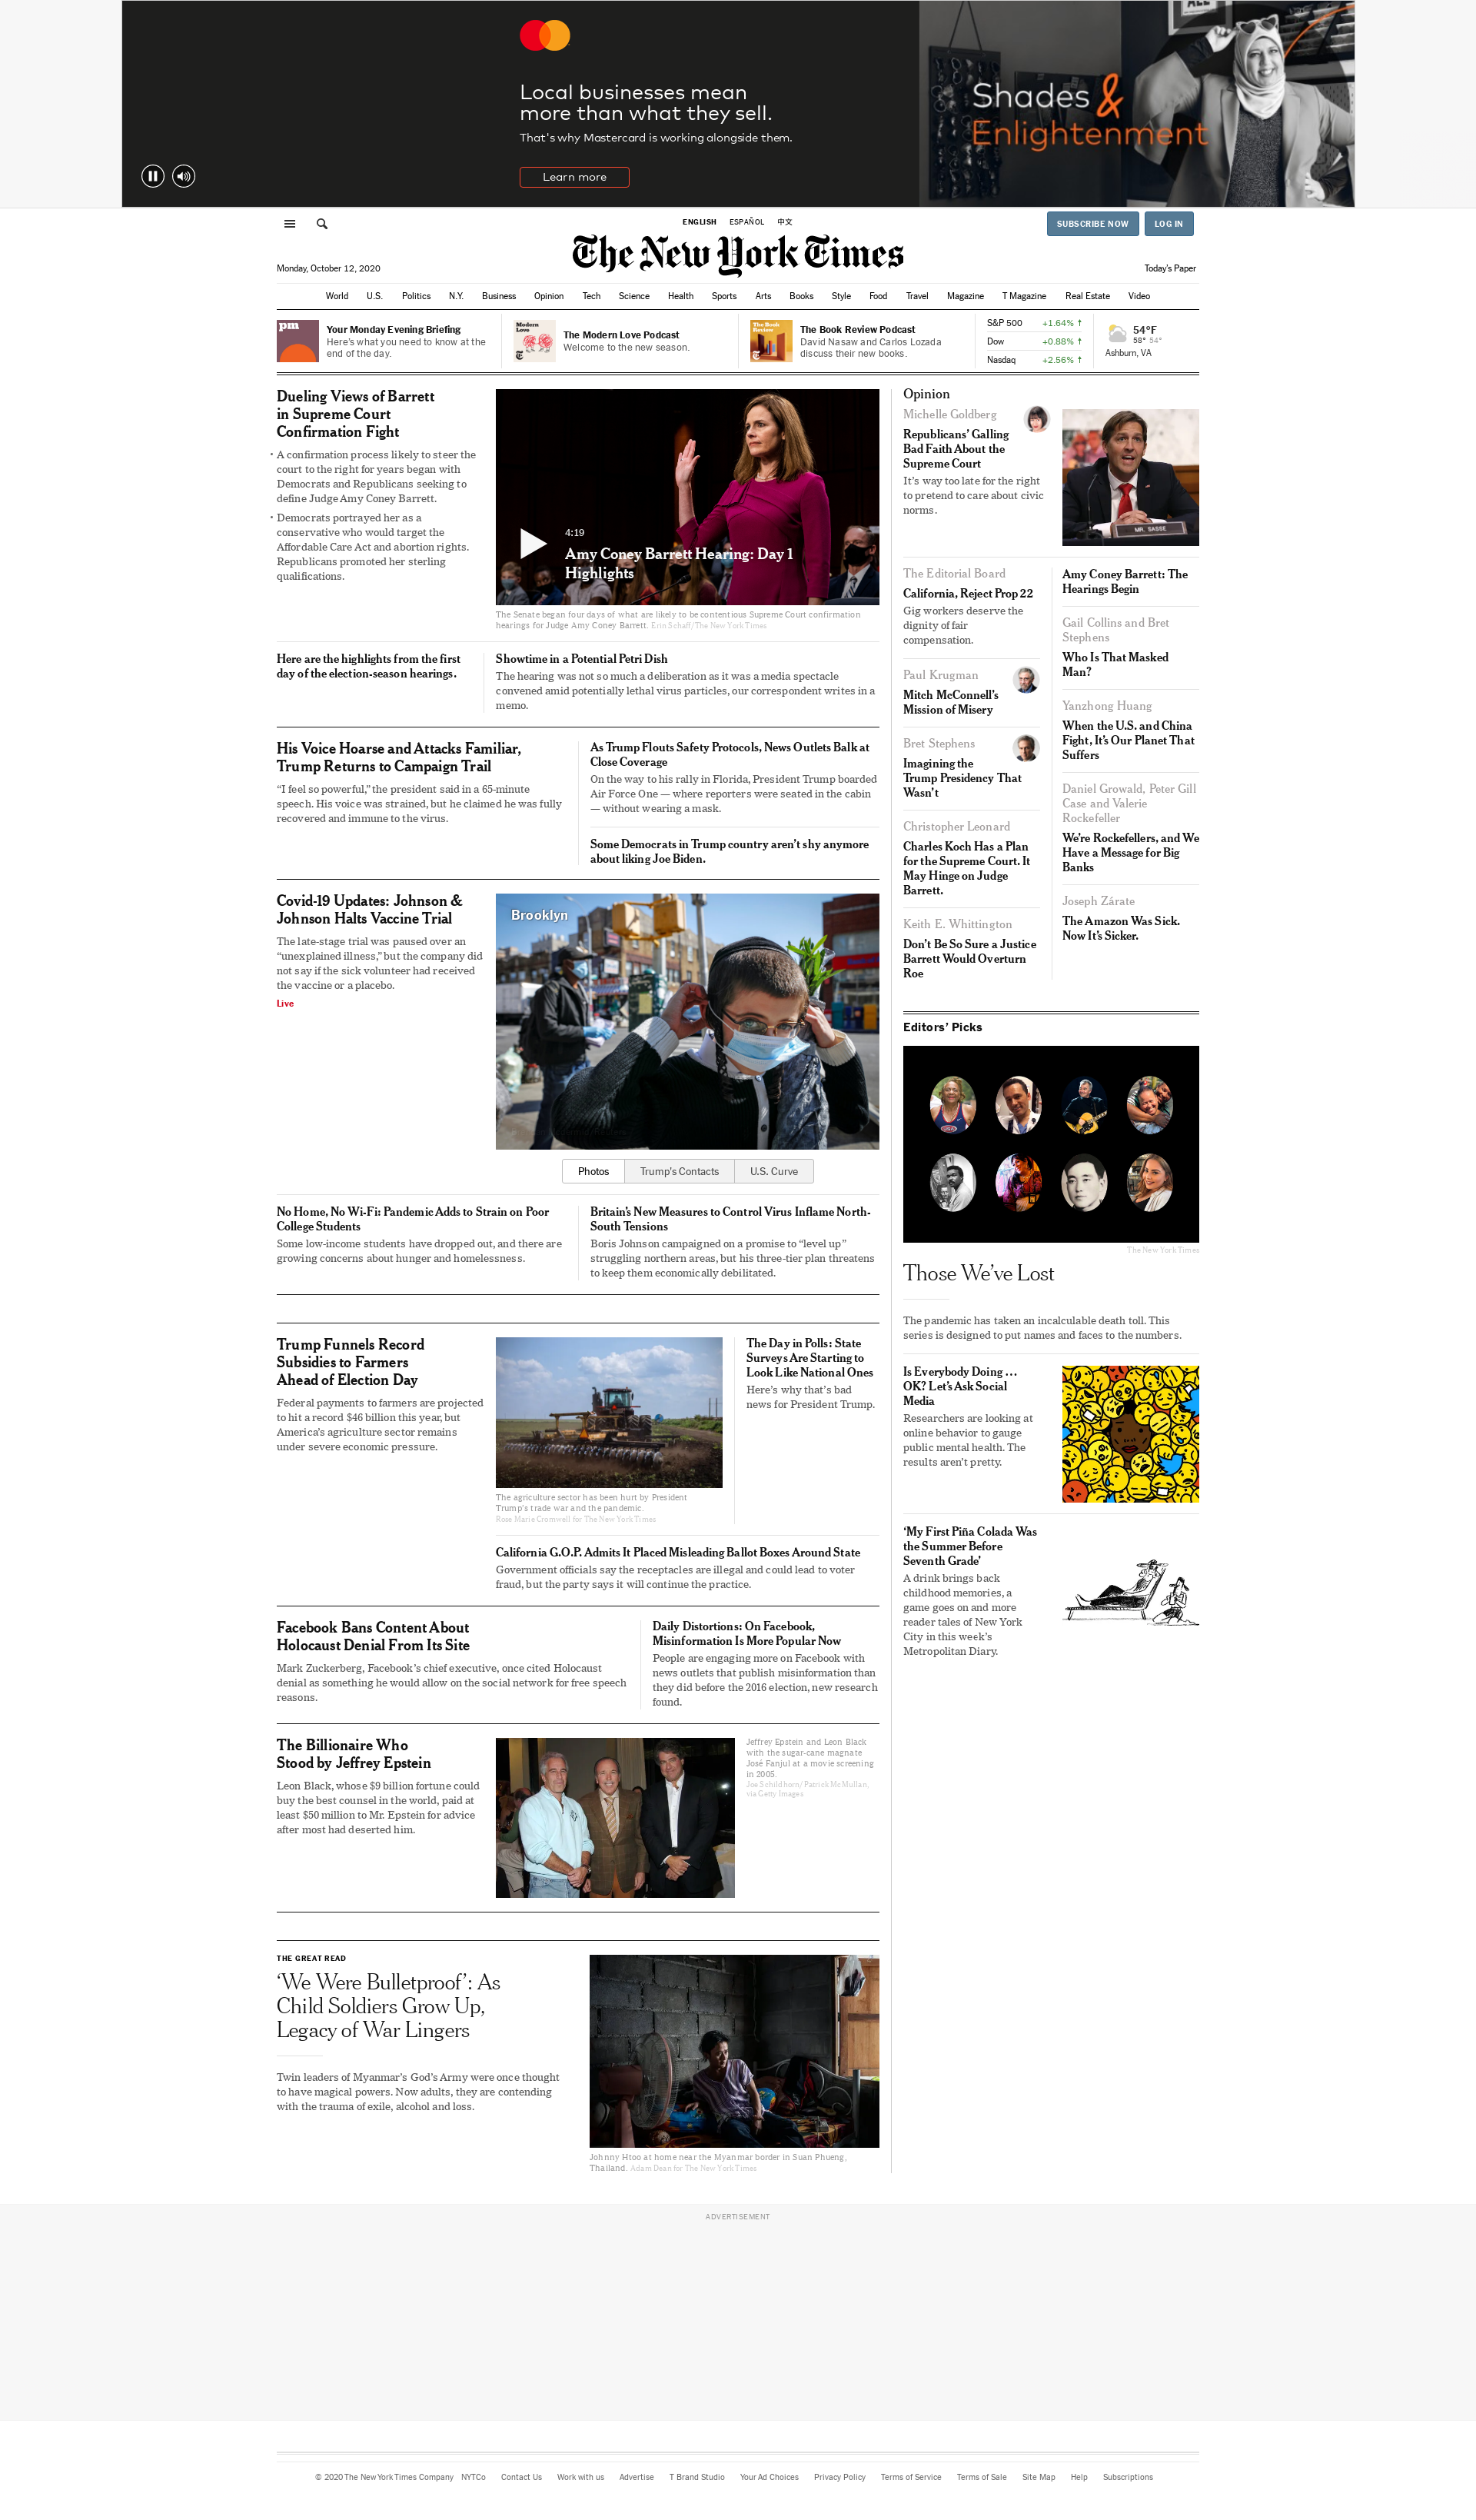 Local businesses mean
more than what they sell.
That's why Mastercard is working alongside them.
Learn more
ALL
Shades &
Enlightenment
ENGLISH ESPAÑOL 中文
SUBSCRIBE NOW LOG IN
The New York Times
Monday, October 12, 2020
Today's Paper
World U.S. Politics N.Y. Business Opinion Tech Science Health Sports Arts Books Style Food Travel Magazine T Magazine Real Estate Video
pm
Your Monday Evening Briefing
Here's what you need to know at the
end of the day.
Modern
Love
The Modern Love Podcast
Welcome to the new season.
The Book
Review
The Book Review Podcast
David Nasaw and Carlos Lozada
discuss their new books.
S&P 500 +1.64% ↑
Dow +0.88% ↑
Nasdaq +2.56% ↑
54°F
58° 54°
Ashburn, VA
Dueling Views of Barrett
in Supreme Court
Confirmation Fight
• A confirmation process likely to steer the
court to the right for years began with
Democrats and Republicans seeking to
define Judge Amy Coney Barrett.
• Democrats portrayed her as a
conservative who would target the
Affordable Care Act and abortion rights.
Republicans promoted her sterling
qualifications.
4:19
Amy Coney Barrett Hearing: Day 1
Highlights
The Senate began four days of what are likely to be contentious Supreme Court confirmation
hearings for Judge Amy Coney Barrett. Erin Schaff/The New York Times
Here are the highlights from the first
day of the election-season hearings.
Showtime in a Potential Petri Dish
The hearing was not so much a deliberation as it was a media spectacle
convened amid potentially lethal virus particles, our correspondent writes in a
memo.
His Voice Hoarse and Attacks Familiar,
Trump Returns to Campaign Trail
“I feel so powerful,” the president said in a 65-minute
speech. His voice was strained, but he claimed he was fully
recovered and immune to the virus.
As Trump Flouts Safety Protocols, News Outlets Balk at
Close Coverage
On the way to his rally in Florida, President Trump boarded
Air Force One — where reporters were seated in the cabin
— without wearing a mask.
Some Democrats in Trump country aren’t shy anymore
about liking Joe Biden.
Covid-19 Updates: Johnson &
Johnson Halts Vaccine Trial
The late-stage trial was paused over an
“unexplained illness,” but the company did
not say if the sick volunteer had received
the vaccine or a placebo.
Live
Brooklyn
Photos Trump's Contacts U.S. Curve
No Home, No Wi-Fi: Pandemic Adds to Strain on Poor
College Students
Some low-income students have dropped out, and there are
growing concerns about hunger and homelessness.
Britain’s New Measures to Control Virus Inflame North-
South Tensions
Boris Johnson campaigned on a promise to “level up”
struggling northern areas, but his three-tier plan threatens
to keep them economically debilitated.
Trump Funnels Record
Subsidies to Farmers
Ahead of Election Day
Federal payments to farmers are projected
to hit a record $46 billion this year, but
America’s agriculture sector remains
under severe economic pressure.
The agriculture sector has been hurt by President
Trump's trade war and the pandemic.
Rose Marie Cromwell for The New York Times
The Day in Polls: State
Surveys Are Starting to
Look Like National Ones
Here’s why that’s bad
news for President Trump.
California G.O.P. Admits It Placed Misleading Ballot Boxes Around State
Government officials say the receptacles are illegal and could lead to voter
fraud, but the party says it will continue the practice.
Facebook Bans Content About
Holocaust Denial From Its Site
Mark Zuckerberg, Facebook’s chief executive, once cited Holocaust
denial as something he would allow on the social network for free speech
reasons.
Daily Distortions: On Facebook,
Misinformation Is More Popular Now
People are engaging more on Facebook with
news outlets that publish misinformation than
they did before the 2016 election, new research
found.
The Billionaire Who
Stood by Jeffrey Epstein
Leon Black, whose $9 billion fortune could
buy the best counsel in the world, paid at
least $50 million to Mr. Epstein for advice
after most had deserted him.
Jeffrey Epstein and Leon Black
with the sugar-cane magnate
José Fanjul at a movie screening
in 2005.
Joe Schildhorn/Patrick McMullan,
via Getty Images
THE GREAT READ
‘We Were Bulletproof’: As
Child Soldiers Grow Up,
Legacy of War Lingers
Twin leaders of Myanmar’s God’s Army were once thought
to have magical powers. Now adults, they are contending
with the trauma of exile, alcohol and loss.
Johnny Htoo at home near the Myanmar border in Suan Phueng,
Thailand. Adam Dean for The New York Times
Opinion
Michelle Goldberg
Republicans’ Galling
Bad Faith About the
Supreme Court
It’s way too late for the right
to pretend to care about civic
norms.
MR. SASSE
The Editorial Board
California, Reject Prop 22
Gig workers deserve the
dignity of fair
compensation.
Paul Krugman
Mitch McConnell’s
Mission of Misery
Bret Stephens
Imagining the
Trump Presidency That
Wasn’t
Christopher Leonard
Charles Koch Has a Plan
for the Supreme Court. It
May Hinge on Judge
Barrett.
Keith E. Whittington
Don’t Be So Sure a Justice
Barrett Would Overturn
Roe
Amy Coney Barrett: The
Hearings Begin
Gail Collins and Bret
Stephens
Who Is That Masked
Man?
Yanzhong Huang
When the U.S. and China
Fight, It’s Our Planet That
Suffers
Daniel Growald, Peter Gill
Case and Valerie
Rockefeller
We’re Rockefellers, and We
Have a Message for Big
Banks
Joseph Zárate
The Amazon Was Sick.
Now It’s Sicker.
Editors’ Picks
The New York Times
Those We’ve Lost
The pandemic has taken an incalculable death toll. This
series is designed to put names and faces to the numbers.
Is Everybody Doing …
OK? Let’s Ask Social
Media
Researchers are looking at
online behavior to gauge
public mental health. The
results aren’t pretty.
‘My First Piña Colada Was
the Summer Before
Seventh Grade’
A drink brings back
childhood memories, a
game goes on and more
reader tales of New York
City in this week’s
Metropolitan Diary.
ADVERTISEMENT
© 2020 The New York Times Company NYTCo Contact Us Work with us Advertise T Brand Studio Your Ad Choices Privacy Policy Terms of Service Terms of Sale Site Map Help Subscriptions